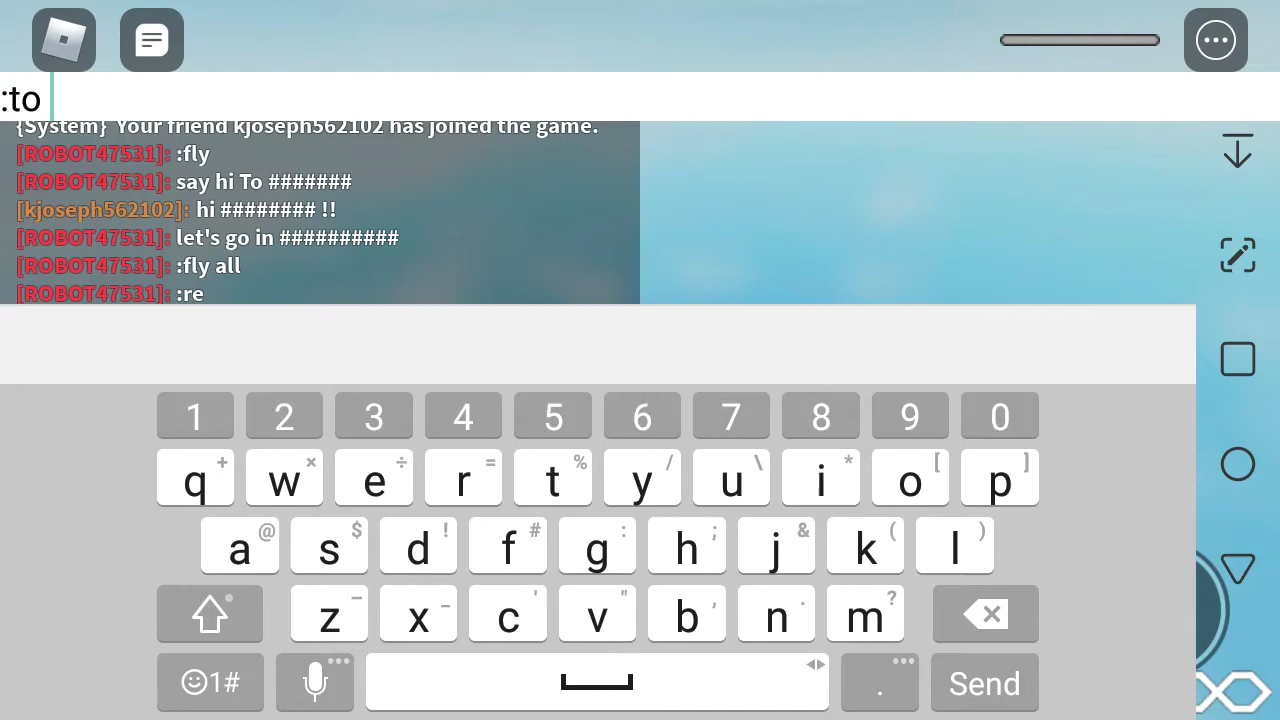 :to
{System} Your friend kjoseph562102 has joined the game.
[ROBOT47531]: :fly
[ROBOT47531]: say hi To #######
[kjoseph562102]: hi ######## !!
[ROBOT47531]: let's go in ##########
[ROBOT47531]: :fly all
[ROBOT47531]: :re
1 2 3 4 5 6 7 8 9 0
q + w × e ÷ r = t % y / u \ i * o [ p ]
a @ s $ d ! f # g : h ; j & k ( l )
z – x _ c ' v " b , n . m ?
1# . Send